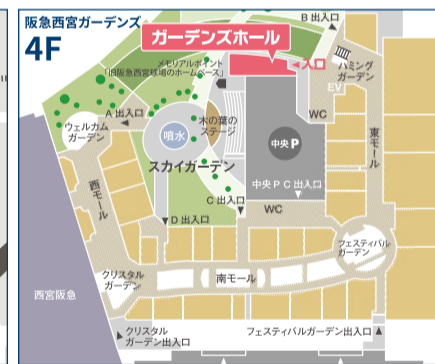 阪急西宮ガーデンズ
4F
ガーデンズホール
B 出入口
メモリアルポイント
「旧阪急西宮球場のホームベース」
入口
ハミング
ガーデン
EV
A 出入口
WC
ウェルカム
ガーデン
噴水
木の葉の
ステージ
中央 P
東モール
スカイガーデン
西モール
中央 P C 出入口
C 出入口
D 出入口
WC
フェスティバル
ガーデン
クリスタル
ガーデン
南モール
西宮阪急
クリスタル
ガーデン出入口
フェスティバルガーデン出入口